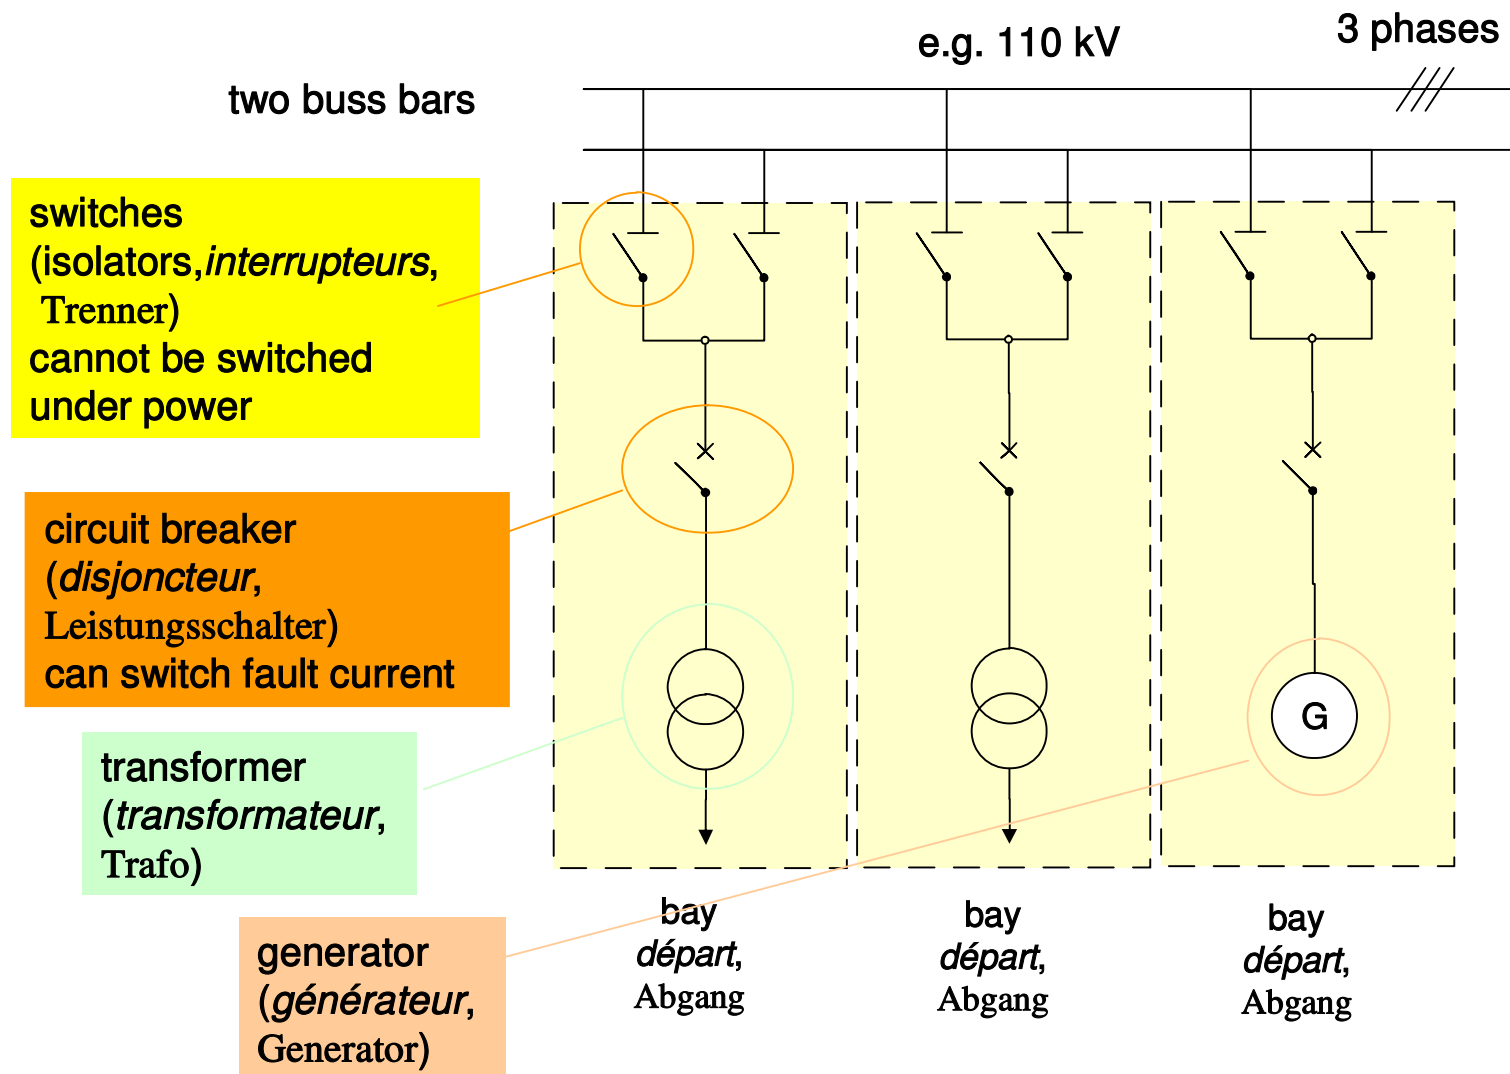 e.g. 110 kV
3 phases
two buss bars
switches
(isolators,interrupteurs,
Trenner)
cannot be switched
under power
circuit breaker
(disjoncteur,
Leistungsschalter)
can switch fault current
transformer
(transformateur,
Trafo)
generator
(générateur,
Generator)
G
bay
départ,
Abgang
bay
départ,
Abgang
bay
départ,
Abgang